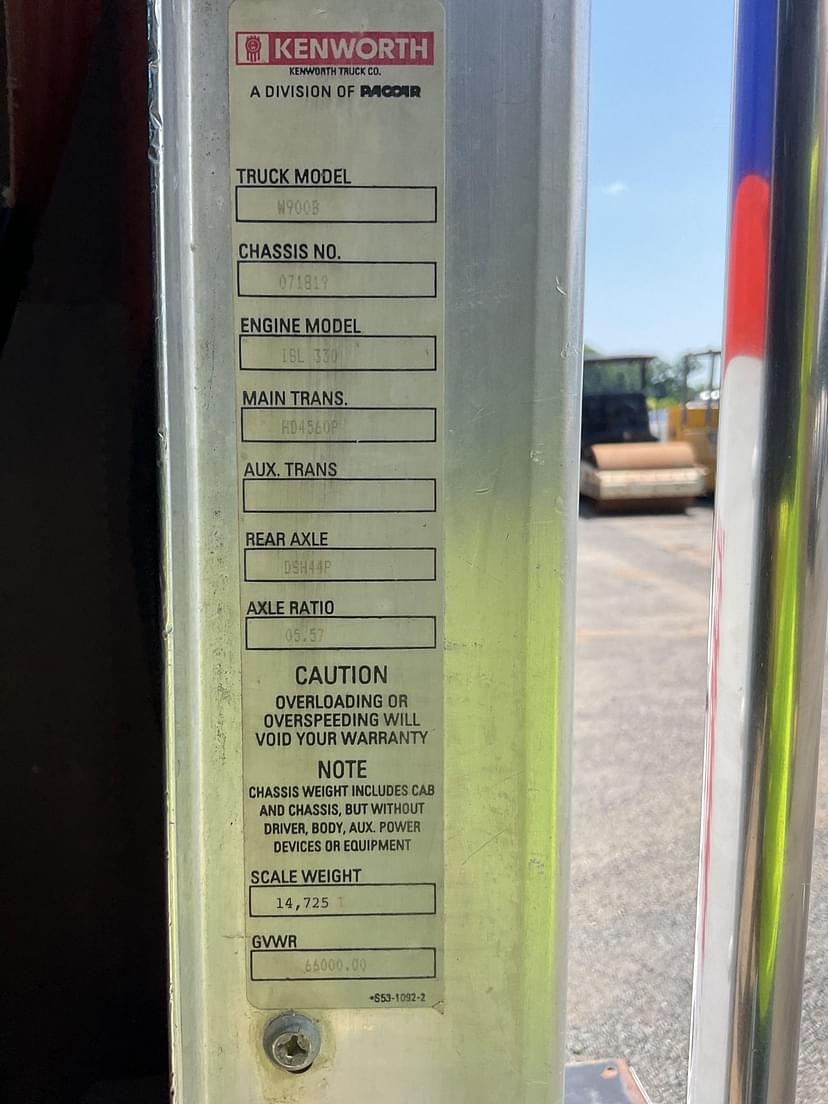 KENWORTH
KENWORTH TRUCK CO.
A DIVISION OF PACCAR
TRUCK MODEL
W900B
CHASSIS NO.
071819
ENGINE MODEL
ISL 330
MAIN TRANS.
HD4560P
AUX. TRANS
REAR AXLE
DSH44P
AXLE RATIO
05.57
CAUTION
OVERLOADING OR
OVERSPEEDING WILL
VOID YOUR WARRANTY
NOTE
CHASSIS WEIGHT INCLUDES CAB
AND CHASSIS, BUT WITHOUT
DRIVER, BODY, AUX. POWER
DEVICES OR EQUIPMENT
SCALE WEIGHT
14,725
GVWR
66000.00
*S53-1092-2